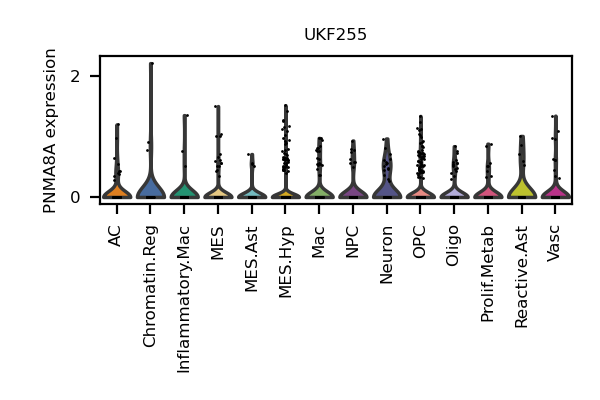 UKF255
PNMA8A expression
2
0
AC
Chromatin.Reg
Inflammatory.Mac
MES
MES.Ast
MES.Hyp
Mac
NPC
Neuron
OPC
Oligo
Prolif.Metab
Reactive.Ast
Vasc